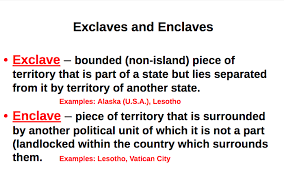 Exclaves and Enclaves
• Exclave – bounded (non-island) piece of
territory that is part of a state but lies separated
from it by territory of another state.
Examples: Alaska (U.S.A.), Lesotho
• Enclave – piece of territory that is surrounded
by another political unit of which it is not a part
(landlocked within the country which surrounds
them. Examples: Lesotho, Vatican City